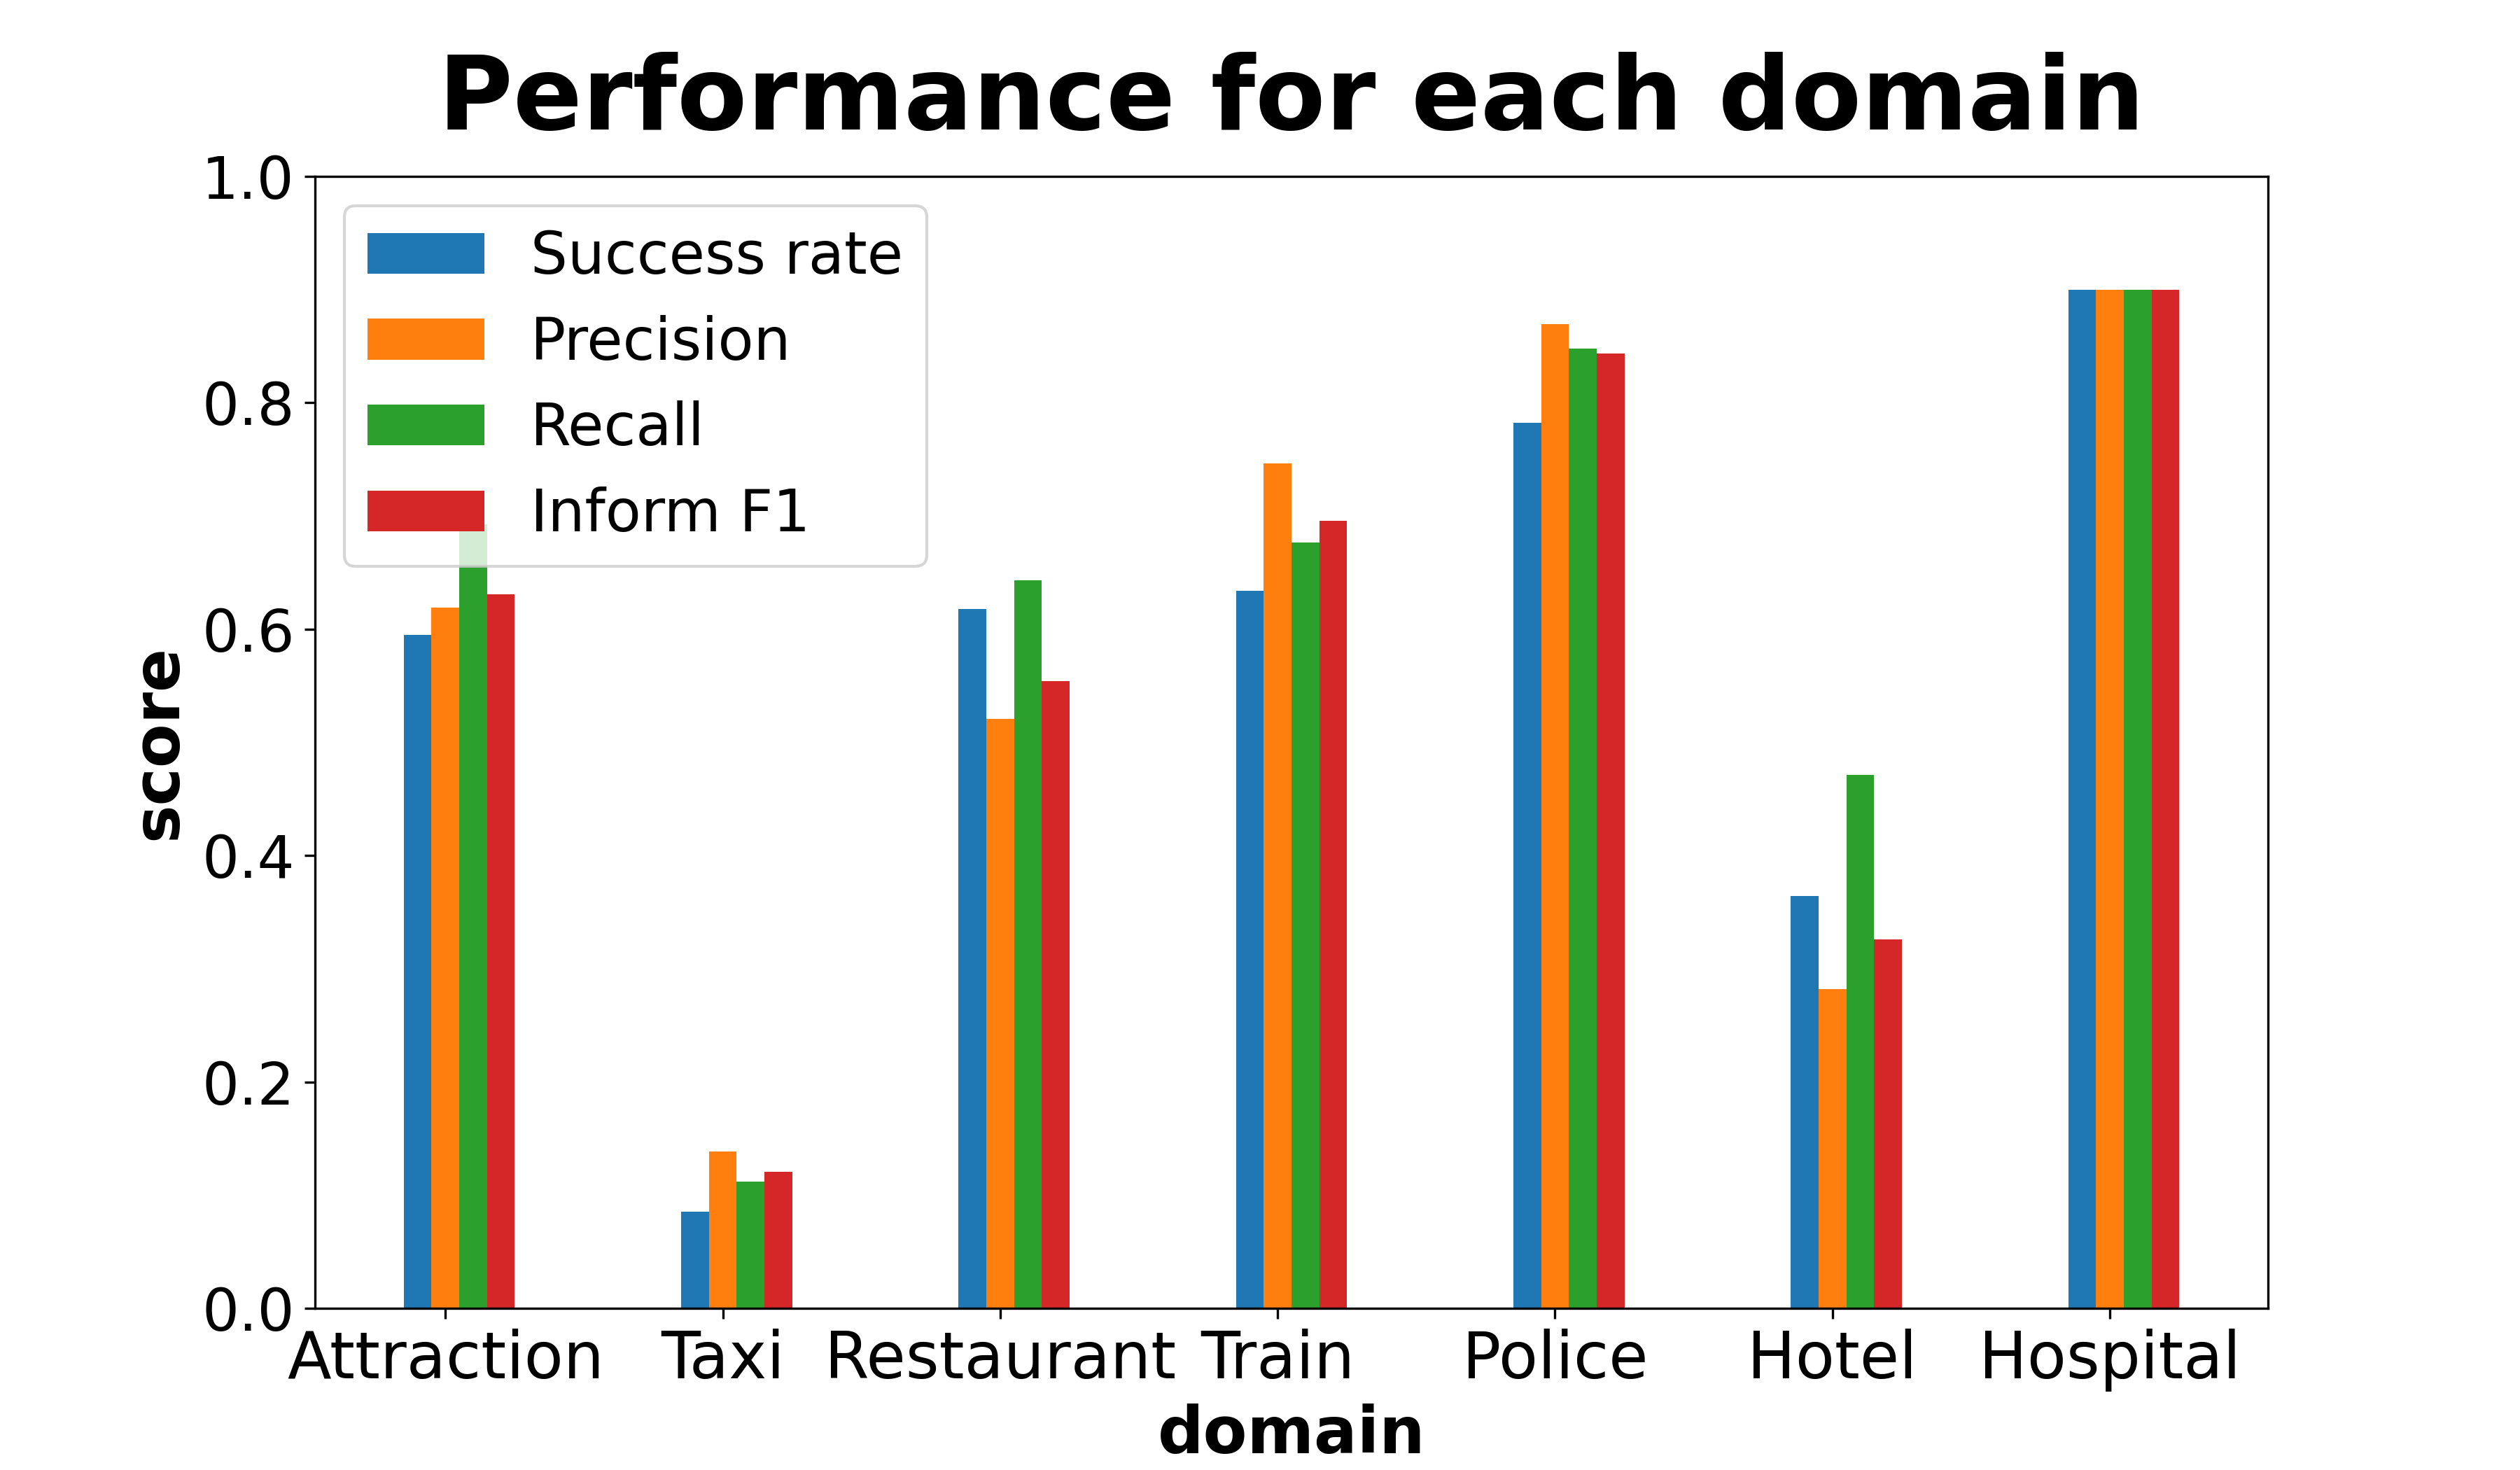 Performance for each domain
1.0
0.8
0.6
0.4
0.2
0.0
score
Success rate
Precision
Recall
Inform F1
Attraction Taxi Restaurant Train Police Hotel Hospital
domain